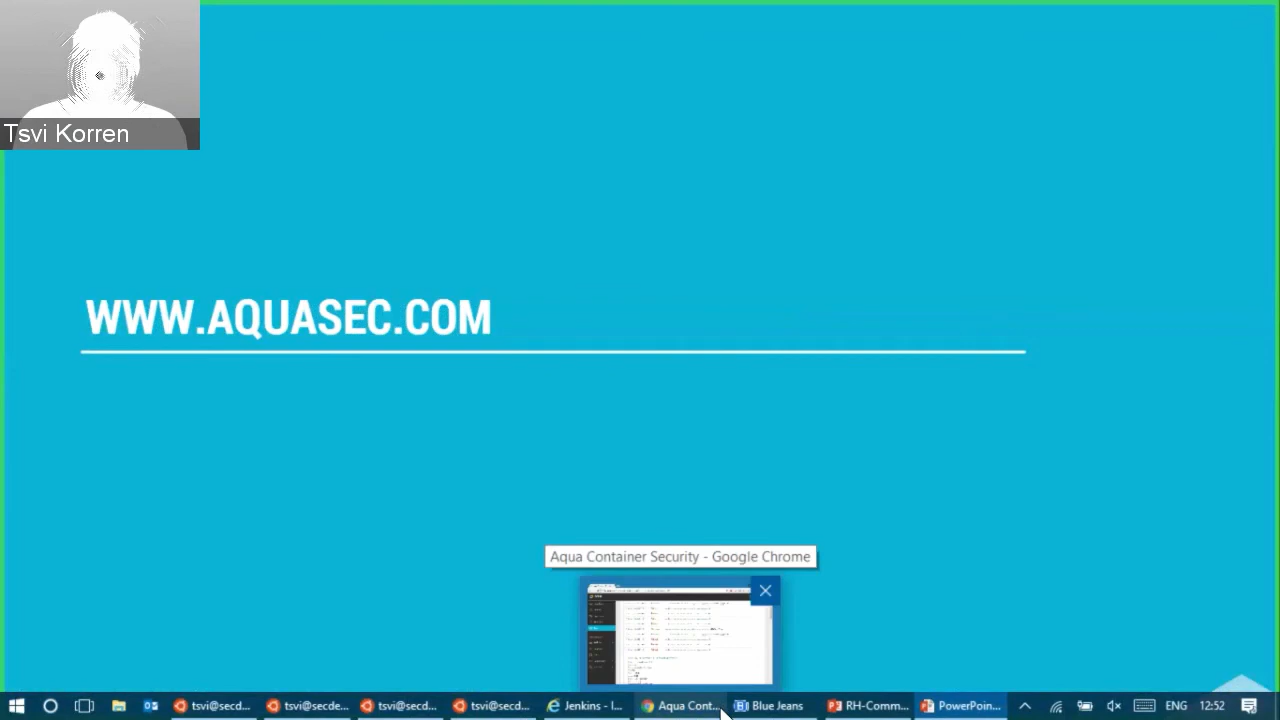 Tsvi Korren
WWW.AQUASEC.COM
Aqua Container Security - Google Chrome
tsvi@secd...
tsvi@secde...
tsvi@secd...
tsvi@secd...
Jenkins - I...
Aqua Cont...
Blue Jeans
RH-Comm...
PowerPoin...
ENG
12:52